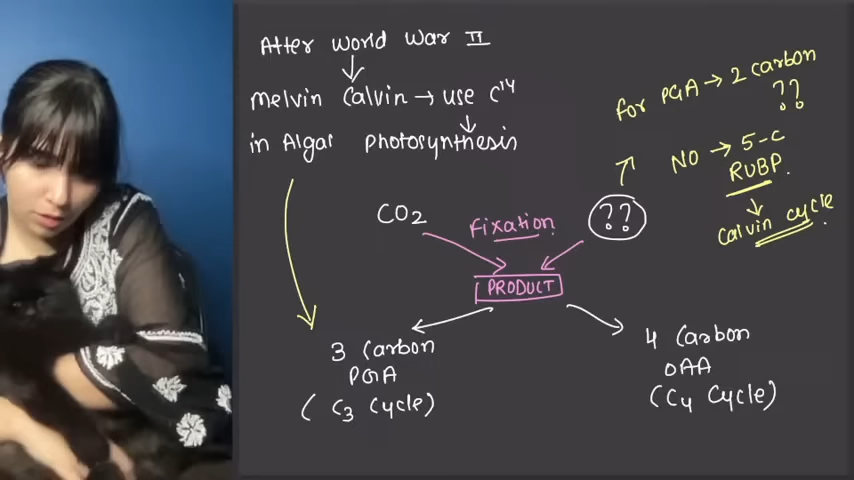 After world War II
Melvin Calvin → use C¹⁴
in Algal photosynthesis
for PGA → 2 carbon
??
NO → 5-C
RUBP.
↓
Calvin cycle
CO2
Fixation
??
PRODUCT
3 Carbon
PGA
( C3 Cycle)
4 Carbon
OAA
(C4 Cycle)